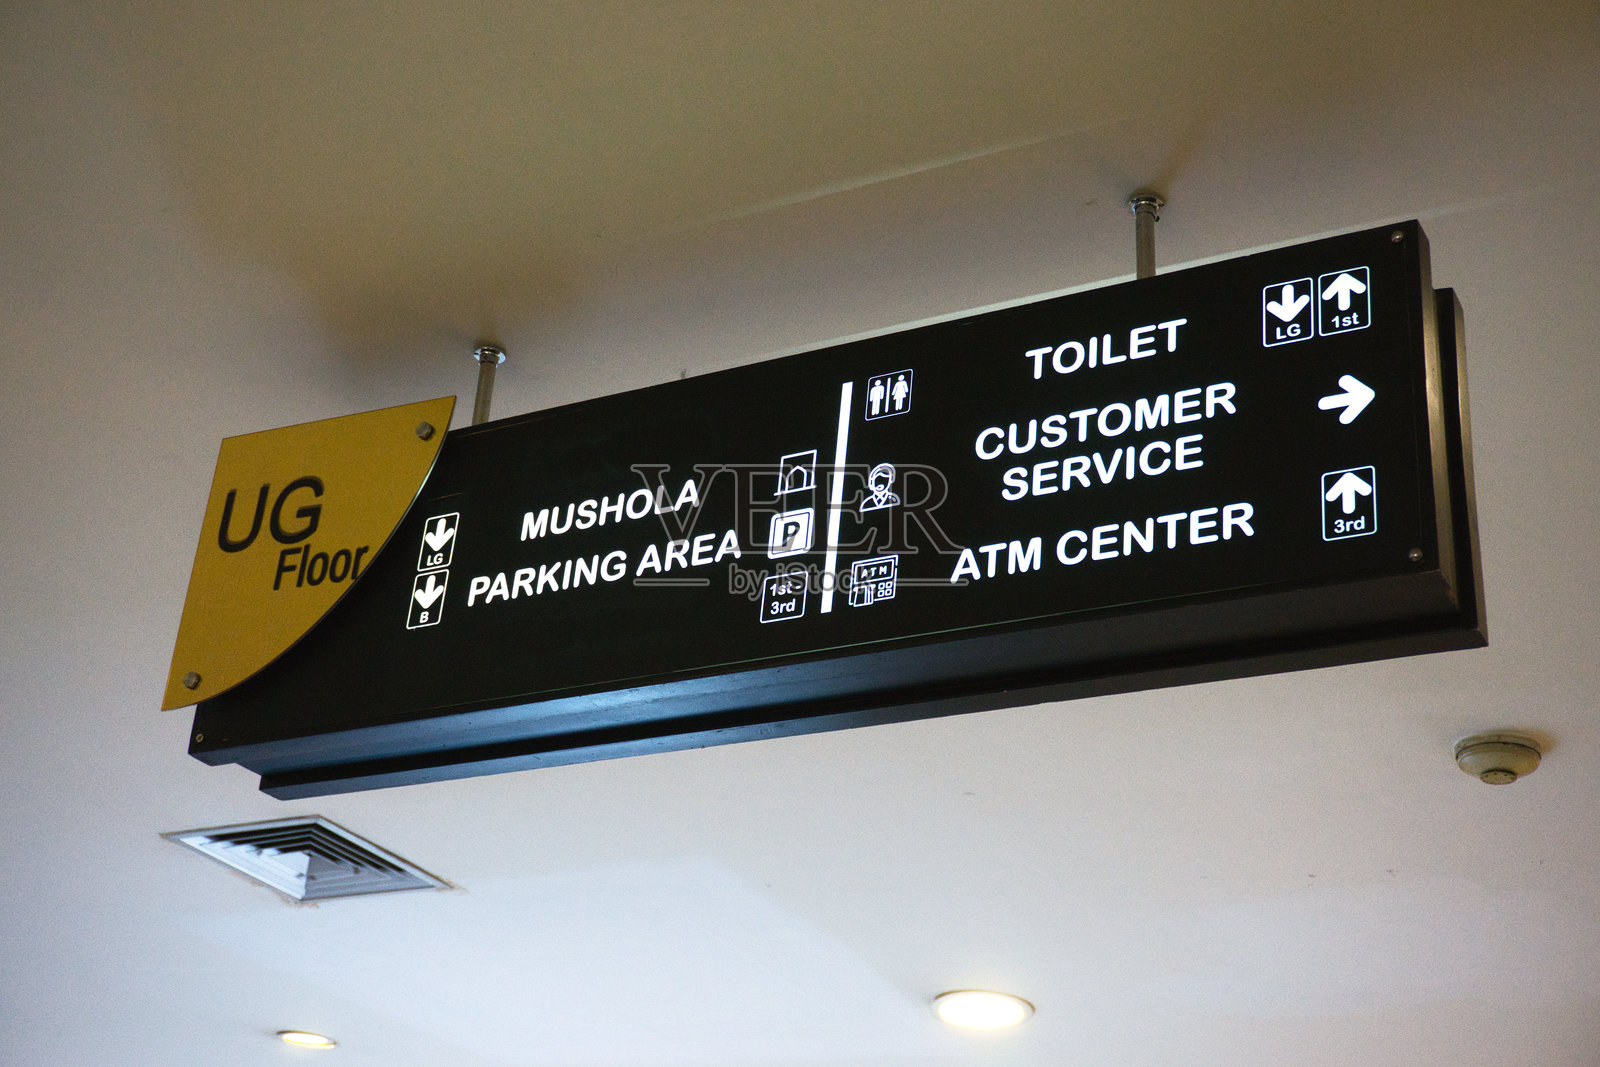 UG
Floor
LG
MUSHOLA
B
PARKING AREA
P
1st-
3rd
TOILET
LG
1st
CUSTOMER
SERVICE
ATM
ATM CENTER
3rd
VEER
by iStock